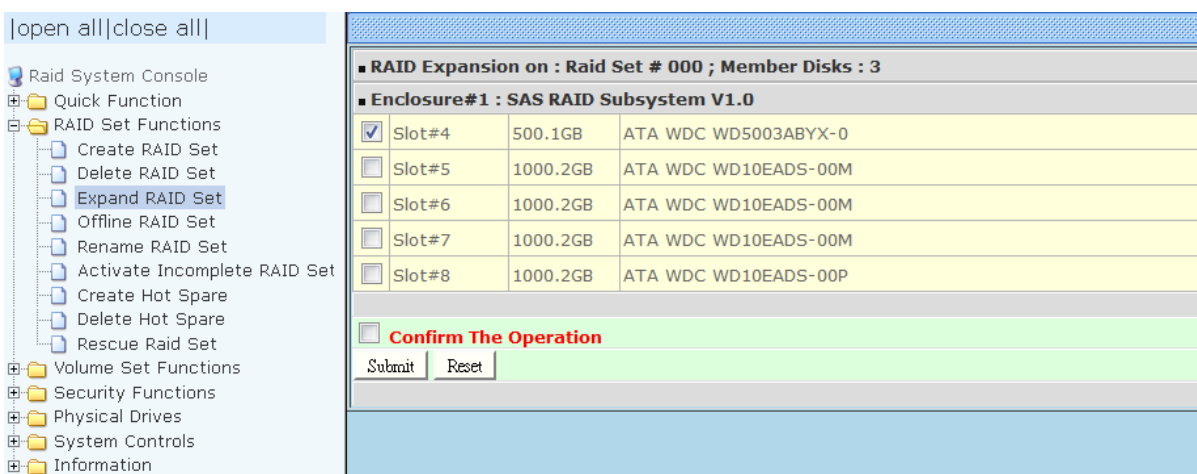 |open all|close all|
Raid System Console
Quick Function
RAID Set Functions
Create RAID Set
Delete RAID Set
Expand RAID Set
Offline RAID Set
Rename RAID Set
Activate Incomplete RAID Set
Create Hot Spare
Delete Hot Spare
Rescue Raid Set
Volume Set Functions
Security Functions
Physical Drives
System Controls
Information
RAID Expansion on : Raid Set # 000 ; Member Disks : 3
Enclosure#1 : SAS RAID Subsystem V1.0
Slot#4 500.1GB ATA WDC WD5003ABYX-0
Slot#5 1000.2GB ATA WDC WD10EADS-00M
Slot#6 1000.2GB ATA WDC WD10EADS-00M
Slot#7 1000.2GB ATA WDC WD10EADS-00M
Slot#8 1000.2GB ATA WDC WD10EADS-00P
Confirm The Operation
Submit Reset